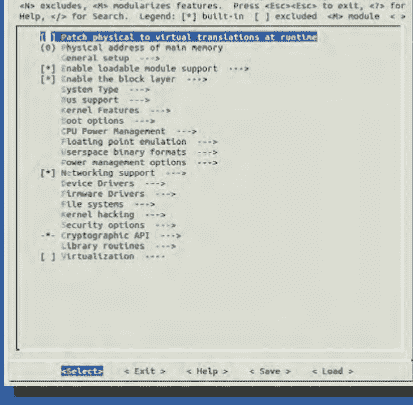 <N> excludes, <M> modularizes features. Press <Esc><Esc> to exit, <?> for
Help, </> for Search. Legend: [*] built-in [ ] excluded <M> module < >
[ ] Patch physical to virtual translations at runtime
(0) Physical address of main memory
General setup --->
[*] Enable loadable module support --->
[*] Enable the block layer --->
System Type --->
Bus support --->
Kernel Features --->
Boot options --->
CPU Power Management --->
Floating point emulation --->
Userspace binary formats --->
Power management options --->
[*] Networking support --->
Device Drivers --->
Firmware Drivers --->
File systems --->
Kernel hacking --->
Security options --->
-*- Cryptographic API --->
Library routines --->
[ ] Virtualization ----
<Select> < Exit > < Help > < Save > < Load >